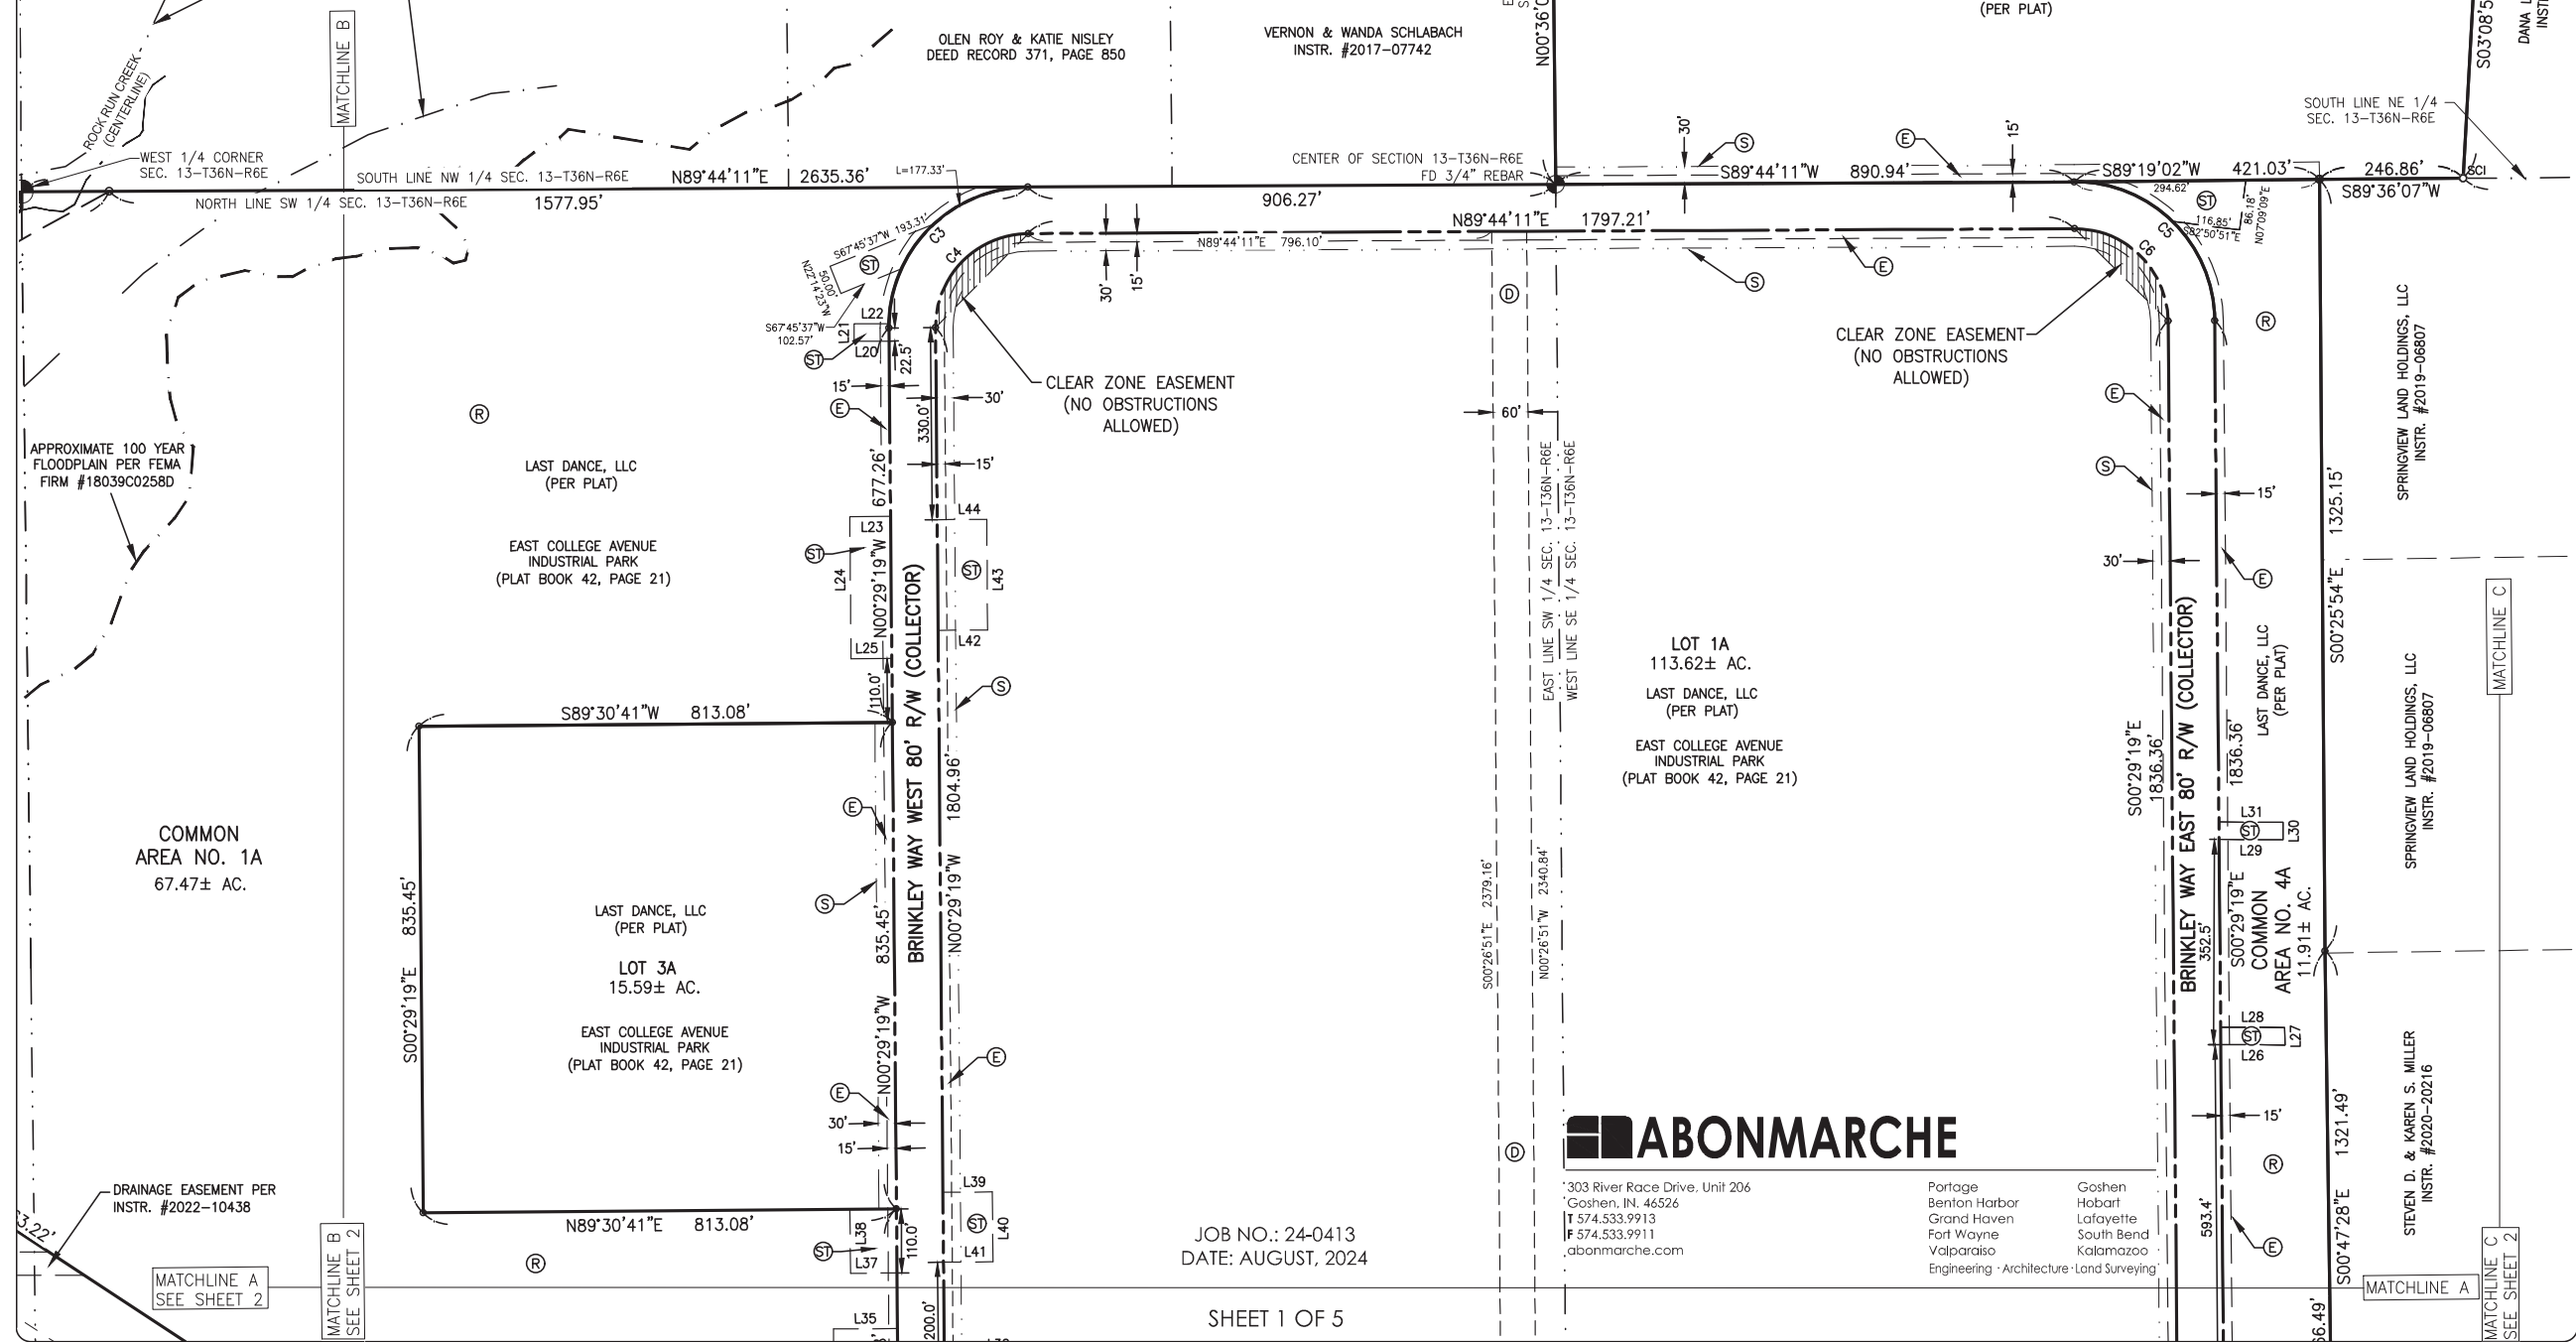 MATCHLINE B
ROCK RUN CREEK
(CENTERLINE)
WEST 1/4 CORNER
SEC. 13-T36N-R6E
OLEN ROY & KATIE NISLEY
DEED RECORD 371, PAGE 850
VERNON & WANDA SCHLABACH
INSTR. #2017-07742
(PER PLAT)
SOUTH LINE NE 1/4
SEC. 13-T36N-R6E
SOUTH LINE NW 1/4 SEC. 13-T36N-R6E
N89°44'11"E 2635.36'
L=177.33'
NORTH LINE SW 1/4 SEC. 13-T36N-R6E
1577.95'
CENTER OF SECTION 13-T36N-R6E
FD 3/4" REBAR
906.27'
30'
S
E
15'
S89°44'11"W 890.94'
S89°19'02"W 421.03'
246.86'
SCI
S89°36'07"W
294.62'
ST
116.85'
S82°50'51"E
86.18'
N07°09'09"E
N89°44'11"E 1797.21'
N89°44'11"E 796.10'
30'
15'
S
E
C3
C4
C5
C6
S67°45'37"W 193.31'
ST
50.00'
N22°14'23"W
S67°45'37"W
102.57'
L22
L21
L20
ST
22.5'
15'
E
330.0'
30'
15'
CLEAR ZONE EASEMENT
(NO OBSTRUCTIONS
ALLOWED)
CLEAR ZONE EASEMENT
(NO OBSTRUCTIONS
ALLOWED)
D
60'
R
E
S
15'
30'
E
R
APPROXIMATE 100 YEAR
FLOODPLAIN PER FEMA
FIRM #18039C0258D
LAST DANCE, LLC
(PER PLAT)
EAST COLLEGE AVENUE
INDUSTRIAL PARK
(PLAT BOOK 42, PAGE 21)
677.26'
N00°29'19"W
L23
L24
L25
ST
L44
L43
L42
ST
110.0'
S
BRINKLEY WAY WEST 80' R/W (COLLECTOR)
1804.96'
N00°29'19"W
EAST LINE SW 1/4 SEC. 13-T36N-R6E
WEST LINE SE 1/4 SEC. 13-T36N-R6E
S00°26'51"E 2379.16'
N00°26'51"W 2340.84'
LOT 1A
113.62± AC.
LAST DANCE, LLC
(PER PLAT)
EAST COLLEGE AVENUE
INDUSTRIAL PARK
(PLAT BOOK 42, PAGE 21)
S00°29'19"E
1836.36'
BRINKLEY WAY EAST 80' R/W (COLLECTOR)
1836.36'
S00°29'19"E
LAST DANCE, LLC
(PER PLAT)
1325.15'
S00°25'54"E
SPRINGVIEW LAND HOLDINGS, LLC
INSTR. #2019-06807
SPRINGVIEW LAND HOLDINGS, LLC
INSTR. #2019-06807
MATCHLINE C
L31
ST
L30
L29
352.5'
COMMON
AREA NO. 4A
11.91± AC.
L28
ST
L27
L26
15'
R
593.4'
E
1321.49'
S00°47'28"E
STEVEN D. & KAREN S. MILLER
INSTR. #2020-20216
S89°30'41"W 813.08'
COMMON
AREA NO. 1A
67.47± AC.
835.45'
S00°29'19"E
LAST DANCE, LLC
(PER PLAT)
LOT 3A
15.59± AC.
EAST COLLEGE AVENUE
INDUSTRIAL PARK
(PLAT BOOK 42, PAGE 21)
E
S
835.45'
N00°29'19"W
E
E
30'
15'
N89°30'41"E 813.08'
DRAINAGE EASEMENT PER
INSTR. #2022-10438
R
L38
L37
ST
110.0'
L39
ST
L40
L41
D
JOB NO.: 24-0413
DATE: AUGUST, 2024
ABONMARCHE
303 River Race Drive, Unit 206
Goshen, IN. 46526
T 574.533.9913
F 574.533.9911
abonmarche.com
Portage
Benton Harbor
Grand Haven
Fort Wayne
Valparaiso
Goshen
Hobart
Lafayette
South Bend
Kalamazoo
Engineering · Architecture · Land Surveying
MATCHLINE A
SEE SHEET 2
MATCHLINE B
SEE SHEET 2
L35
200.0'
SHEET 1 OF 5
MATCHLINE A
MATCHLINE C
SEE SHEET 2